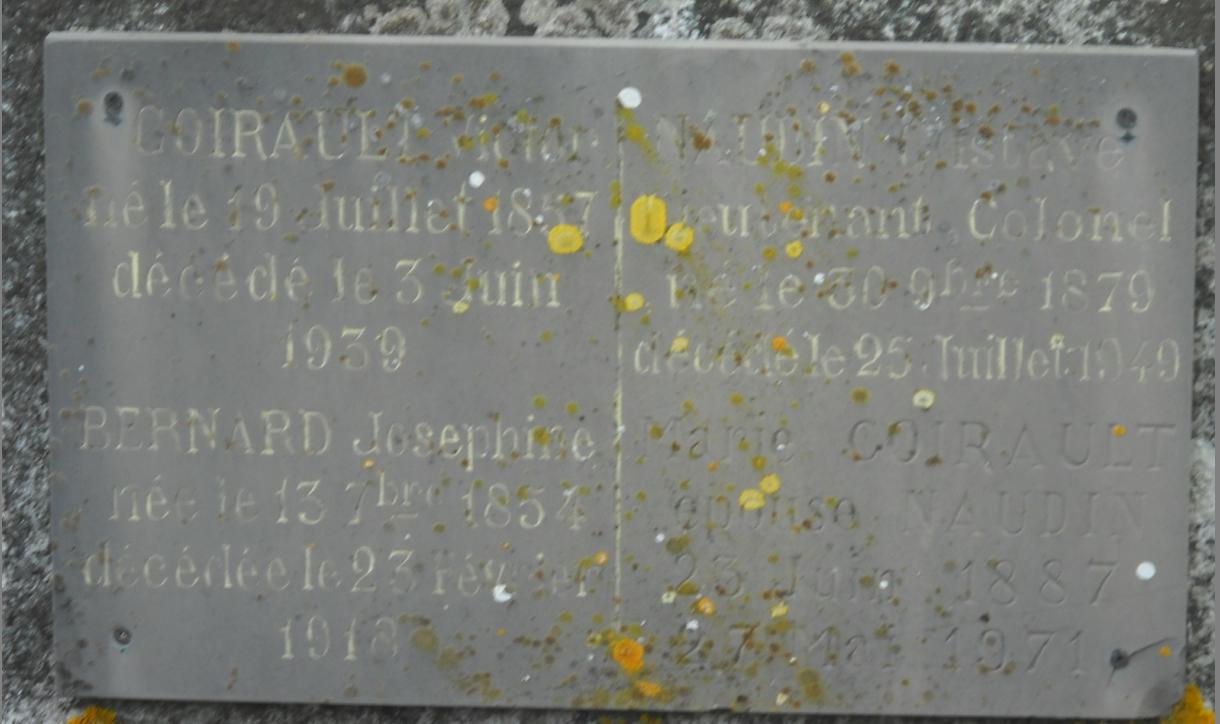 GOIRAULT Victor
né le 19 Juillet 1857
décédé le 3 Juin
1939
BERNARD Josephine
née le 13 7bre 1854
décédée le 23 Février
1918
NAUDIN Gustave
Lieutenant Colonel
né le 30 9bre 1879
décédé le 25 Juillet 1949
Marie GOIRAULT
épouse NAUDIN
23 Juin 1887
27 Mai 1971